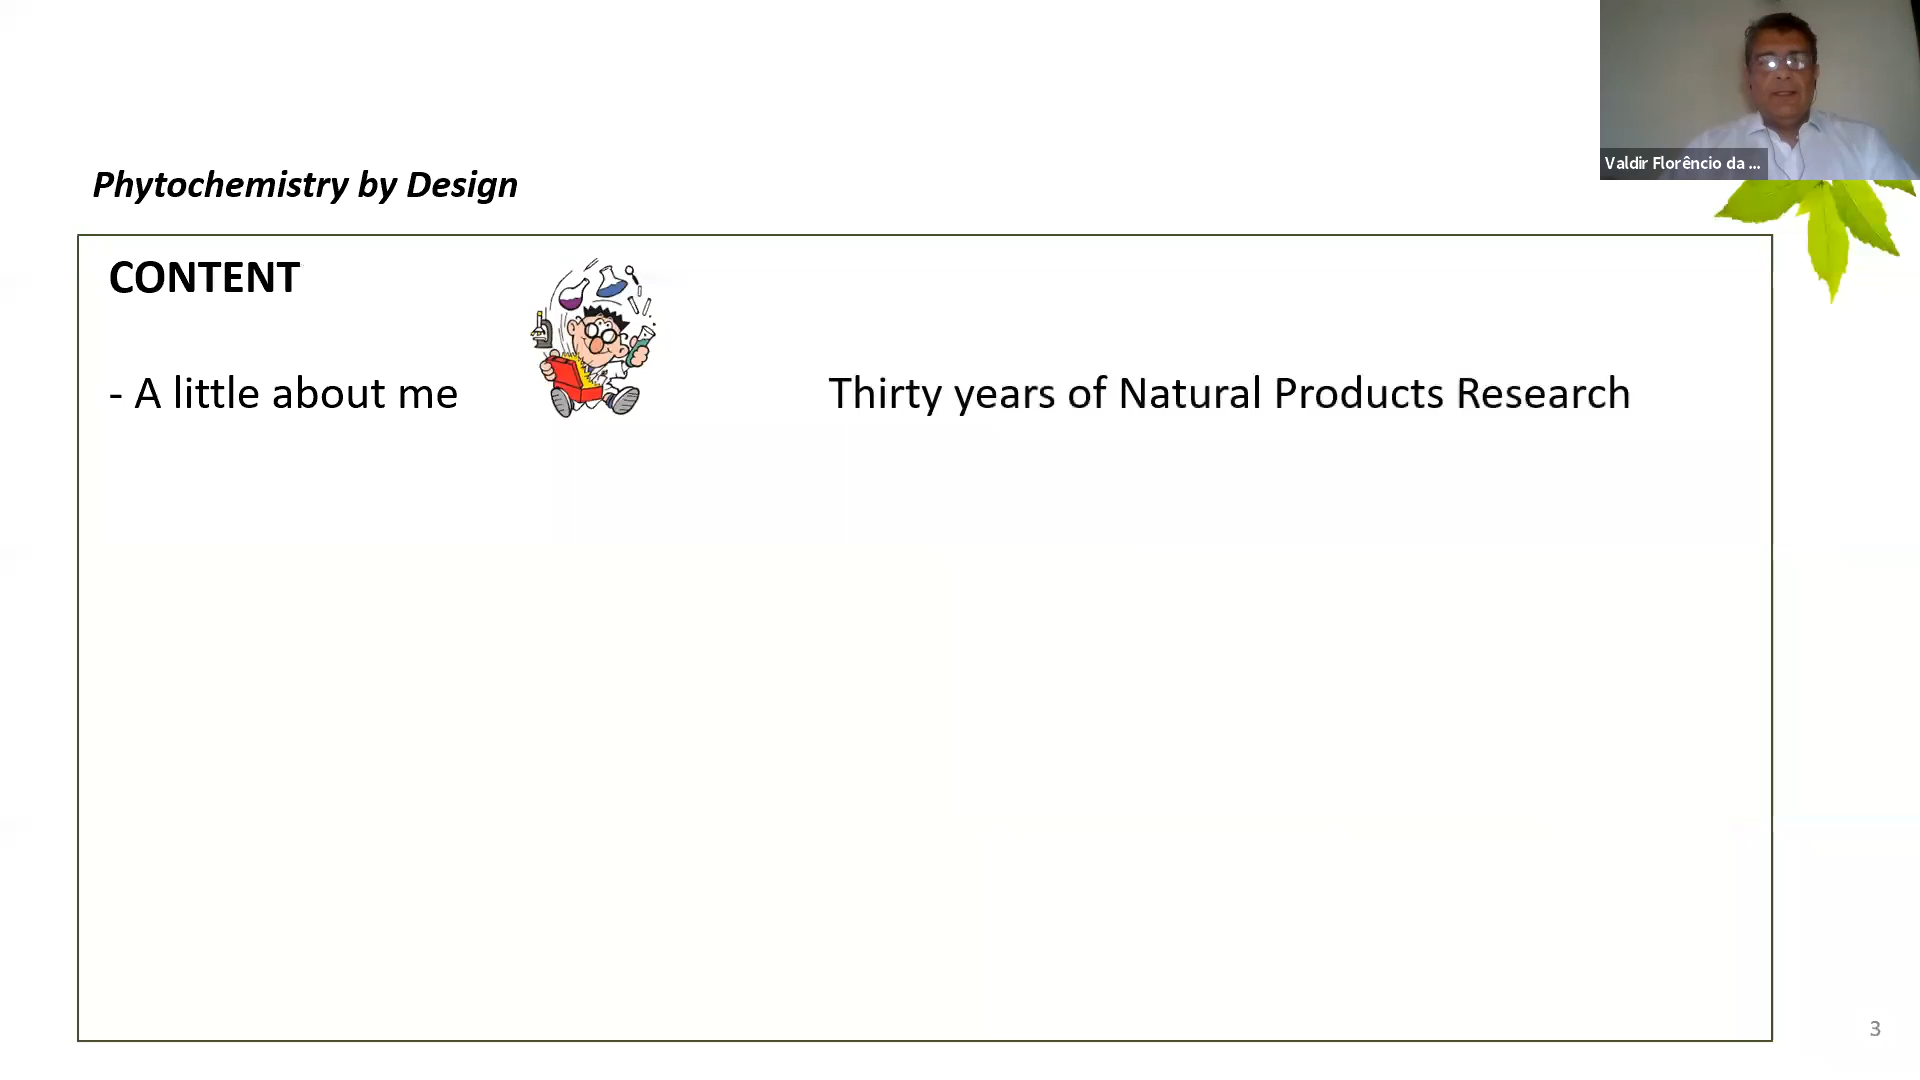 Valdir Florêncio da ...
Phytochemistry by Design
CONTENT
- A little about me
Thirty years of Natural Products Research
3